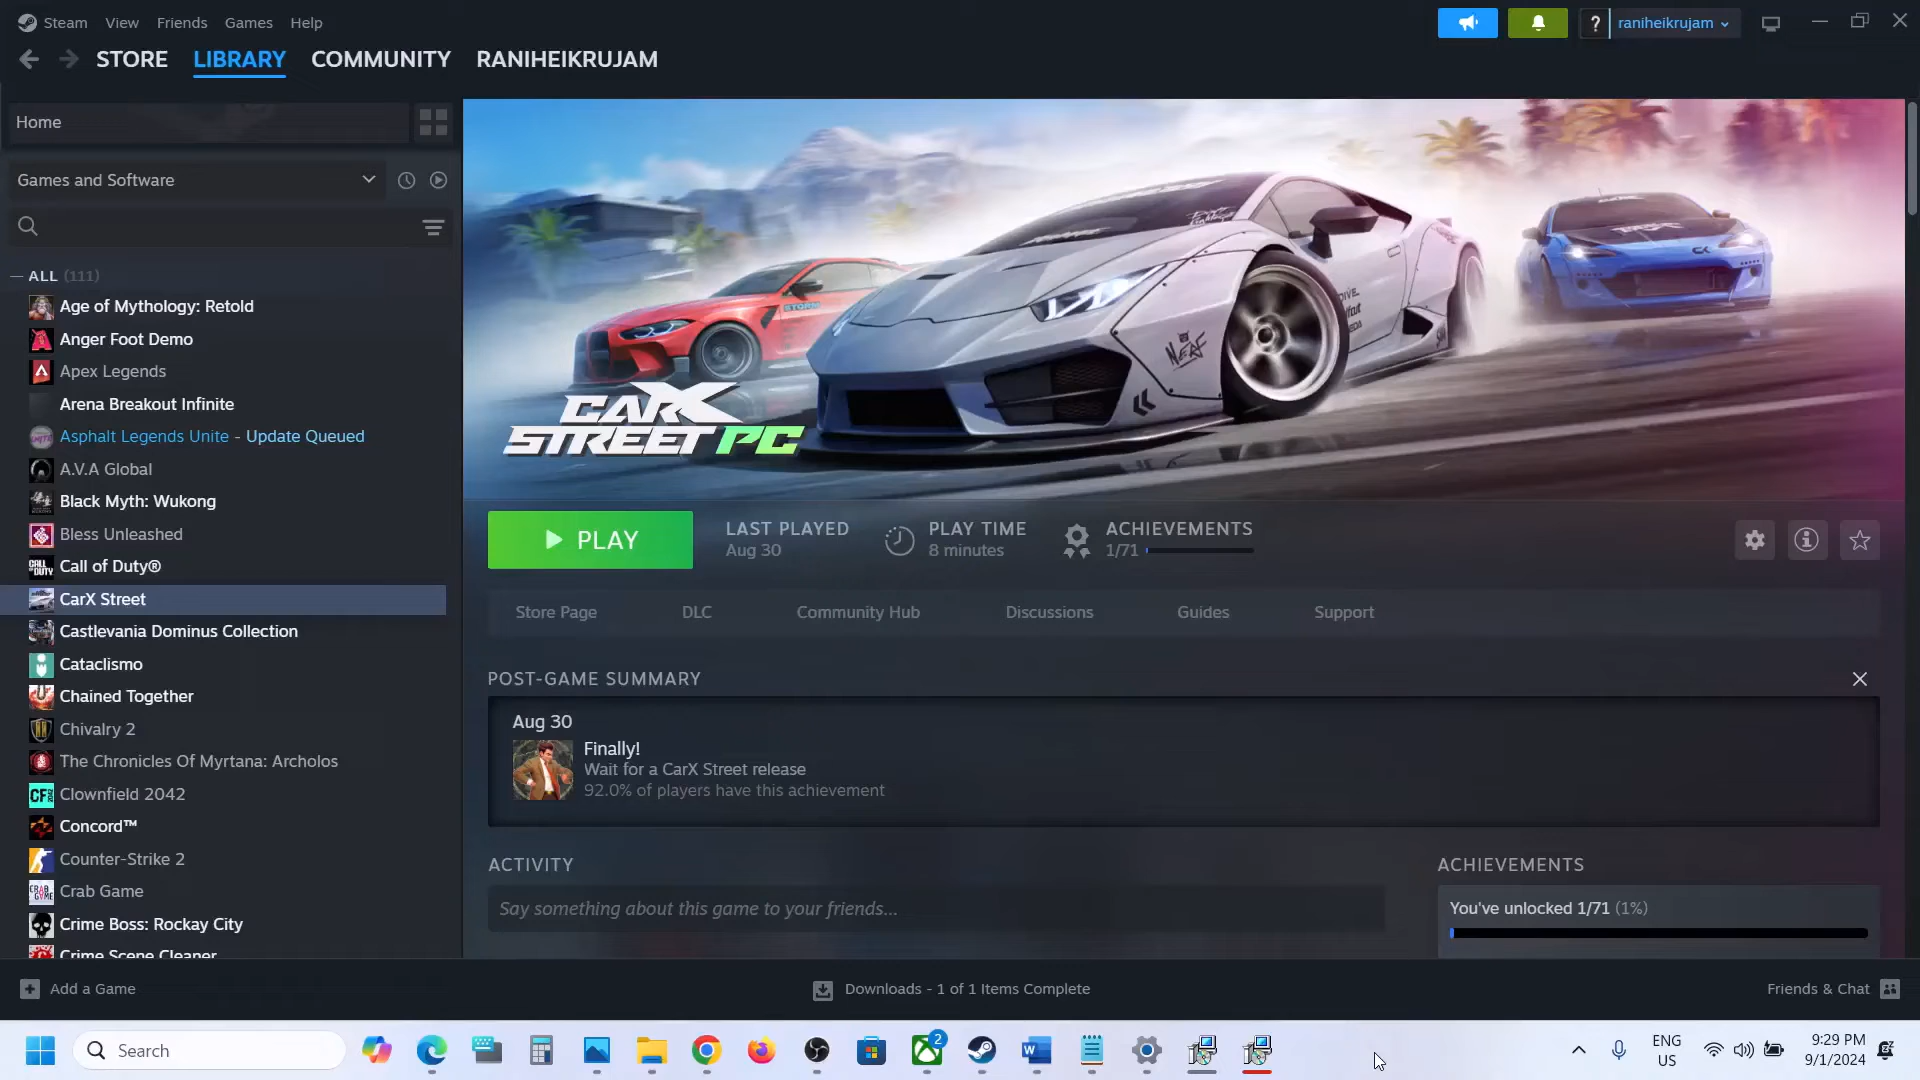 Steam View Friends Games Help
? raniheikrujam
STORE LIBRARY COMMUNITY RANIHEIKRUJAM
Home
Games and Software
ALL (111)
Age of Mythology: Retold
Anger Foot Demo
Apex Legends
Arena Breakout Infinite
Asphalt Legends Unite - Update Queued
A.V.A Global
Black Myth: Wukong
Bless Unleashed
Call of Duty®
CarX Street
Castlevania Dominus Collection
Cataclismo
Chained Together
Chivalry 2
The Chronicles Of Myrtana: Archolos
Clownfield 2042
Concord™
Counter-Strike 2
Crab Game
Crime Boss: Rockay City
Crime Scene Cleaner
CARX
STREET PC
PLAY
LAST PLAYED
Aug 30
PLAY TIME
8 minutes
ACHIEVEMENTS
1/71
Store Page DLC Community Hub Discussions Guides Support
POST-GAME SUMMARY
Aug 30
Finally!
Wait for a CarX Street release
92.0% of players have this achievement
ACTIVITY
Say something about this game to your friends...
ACHIEVEMENTS
You've unlocked 1/71 (1%)
Add a Game
Downloads - 1 of 1 Items Complete
Friends & Chat
Search
2
ENG
US
9:29 PM
9/1/2024